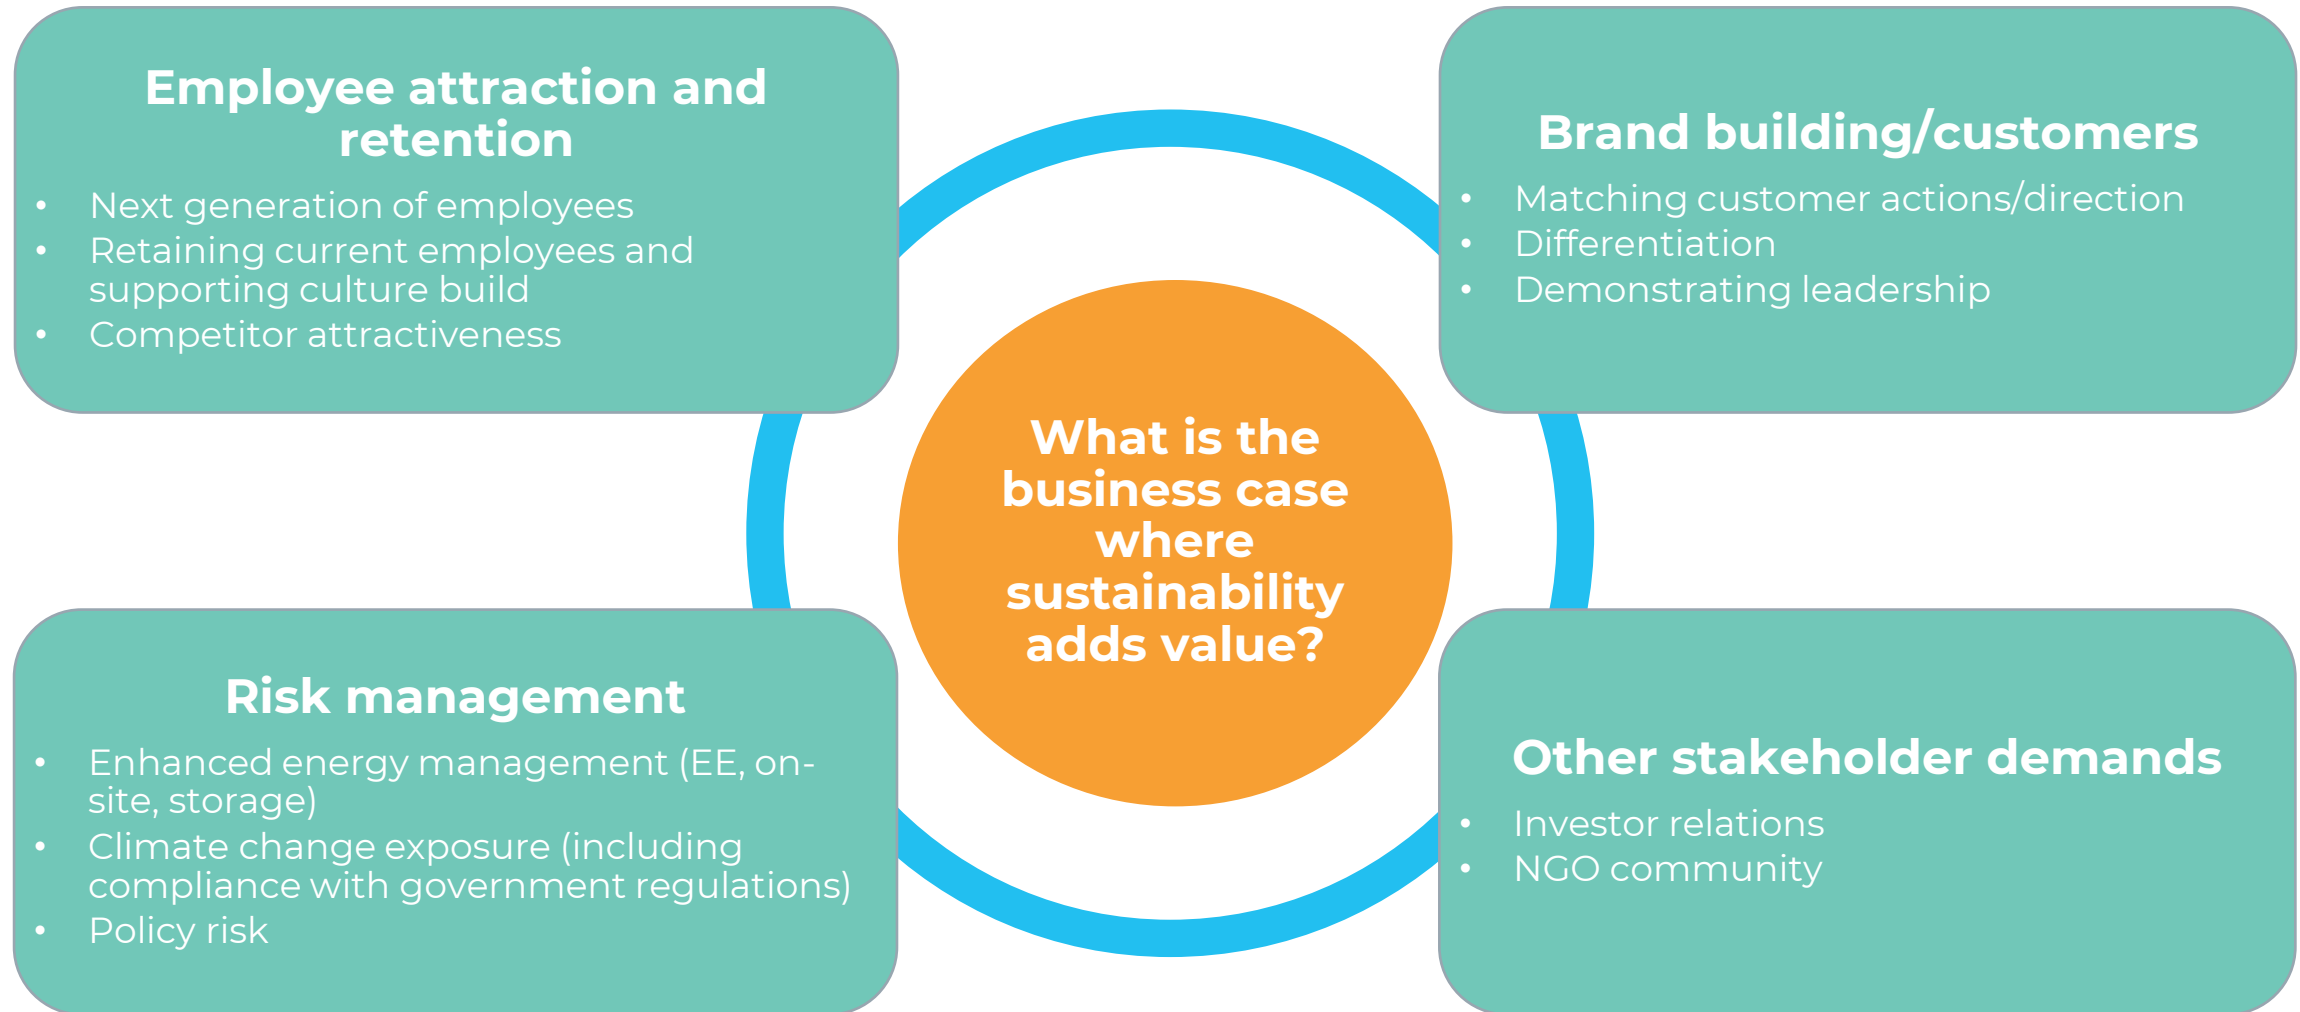 Employee attraction and
retention
• Next generation of employees
• Retaining current employees and
supporting culture build
• Competitor attractiveness
Brand building/customers
• Matching customer actions/direction
• Differentiation
• Demonstrating leadership
What is the
business case
where
sustainability
adds value?
Risk management
• Enhanced energy management (EE, on-
site, storage)
• Climate change exposure (including
compliance with government regulations)
• Policy risk
Other stakeholder demands
• Investor relations
• NGO community